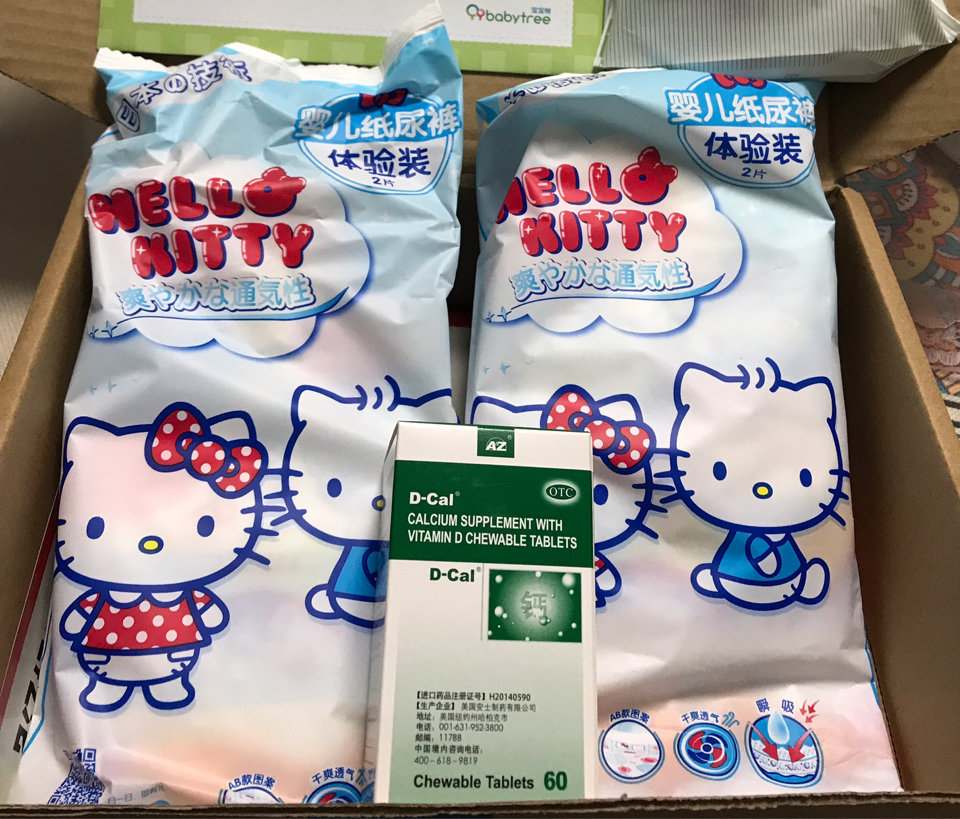 宝宝树
babytree
日本の技術
婴儿纸尿裤
体验装
2片
HELLO
KITTY
爽やかな通気性
婴儿纸尿裤
体验装
2片
HELLO
KITTY
爽やかな通気性
AZ®
OTC
D-Cal®
CALCIUM SUPPLEMENT WITH
VITAMIN D CHEWABLE TABLETS
D-Cal®
钙
【进口药品注册证号】H20140590
【生产企业】 美国安士制药有限公司
地址：美国纽约州哈柏克市
电话：001-631-952-3800
邮编：11788
中国境内咨询电话：
400-618-9819
Chewable Tablets 60
AB款图案
干爽透气
AB款图案
干爽透气
瞬吸